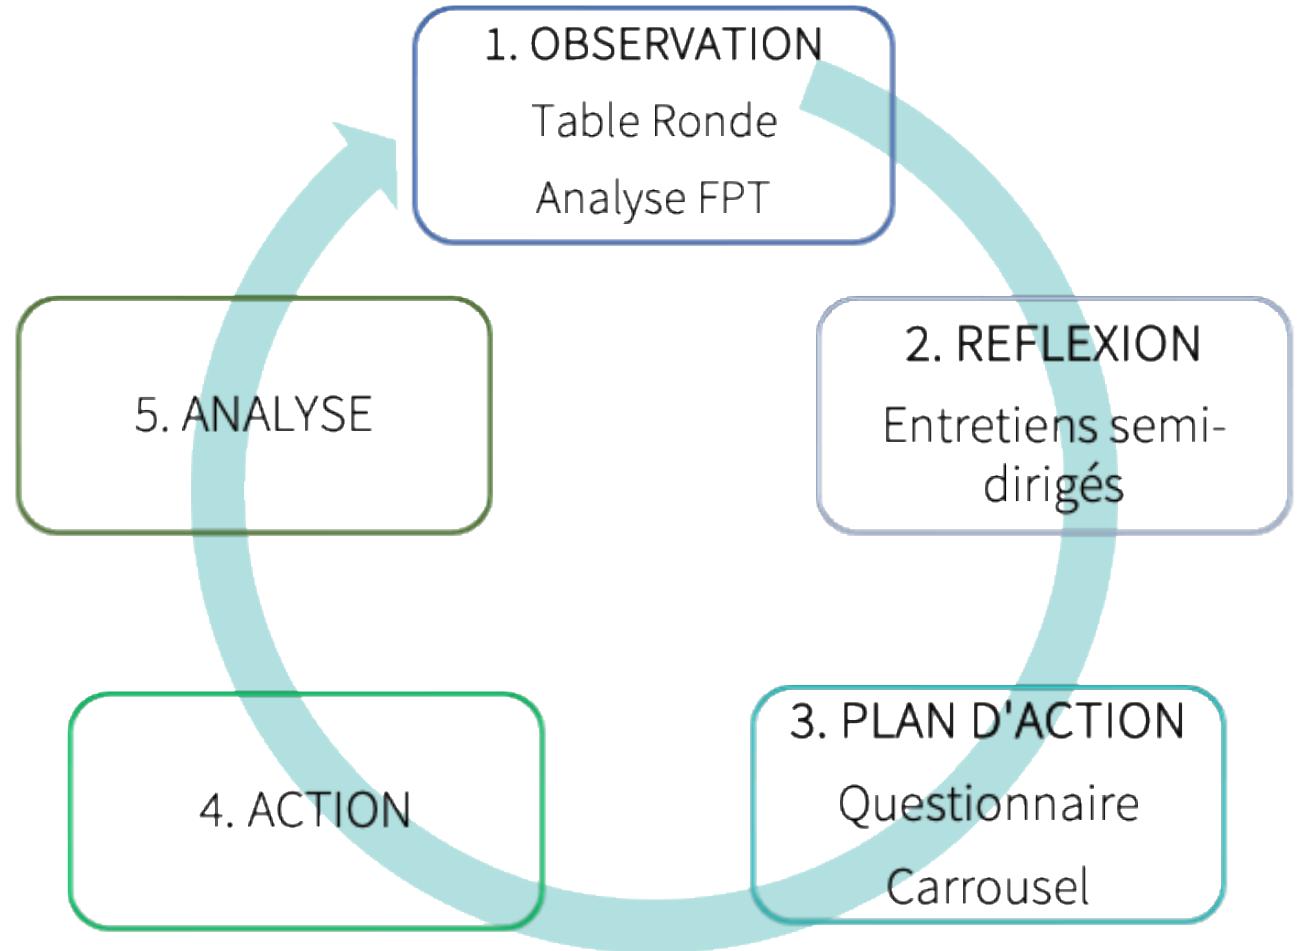 1. OBSERVATION
Table Ronde
Analyse FPT
2. REFLEXION
Entretiens semi-
dirigés
3. PLAN D'ACTION
Questionnaire
Carrousel
4. ACTION
5. ANALYSE